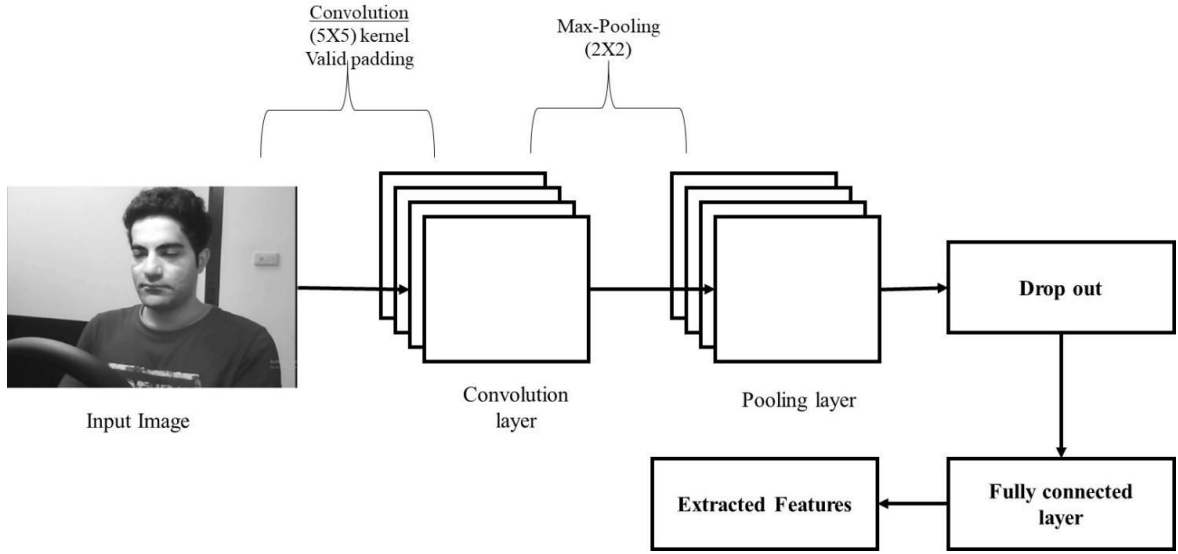 Convolution
(5X5) kernel
Valid padding
Max-Pooling
(2X2)
Drop out
Convolution
layer
Pooling layer
Input Image
Extracted Features
Fully connected
layer